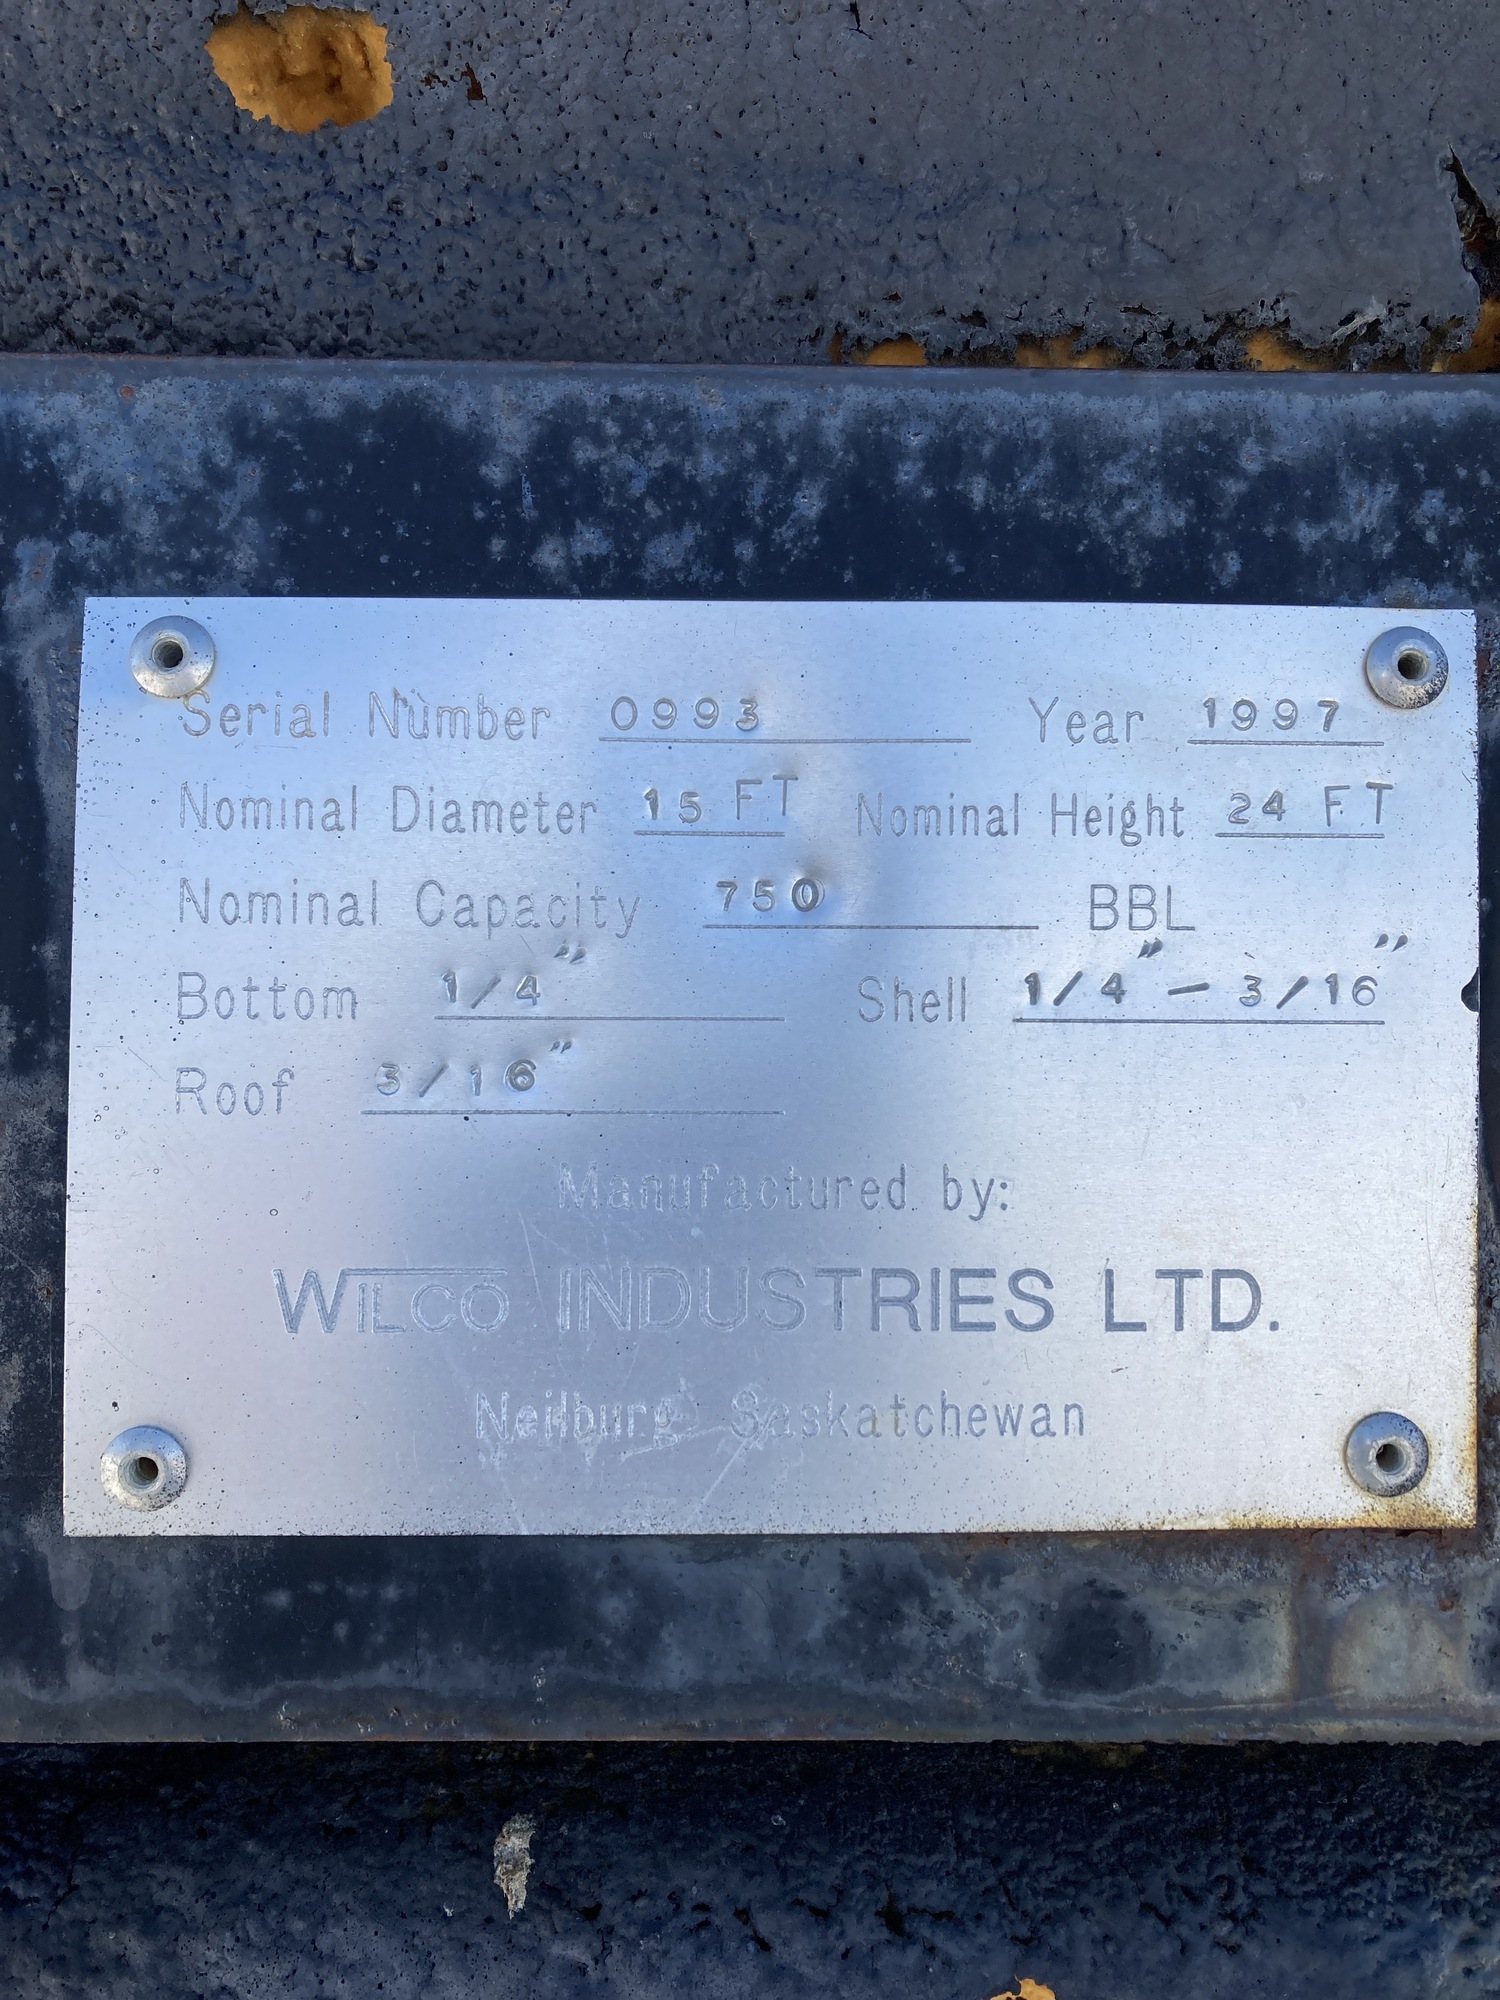 Serial Number 0993 Year 1997
Nominal Diameter 15 FT Nominal Height 24 FT
Nominal Capacity 750 BBL
Bottom 1/4" Shell 1/4" - 3/16"
Roof 3/16"
Manufactured by:
WILCO INDUSTRIES LTD.
Neilburg Saskatchewan